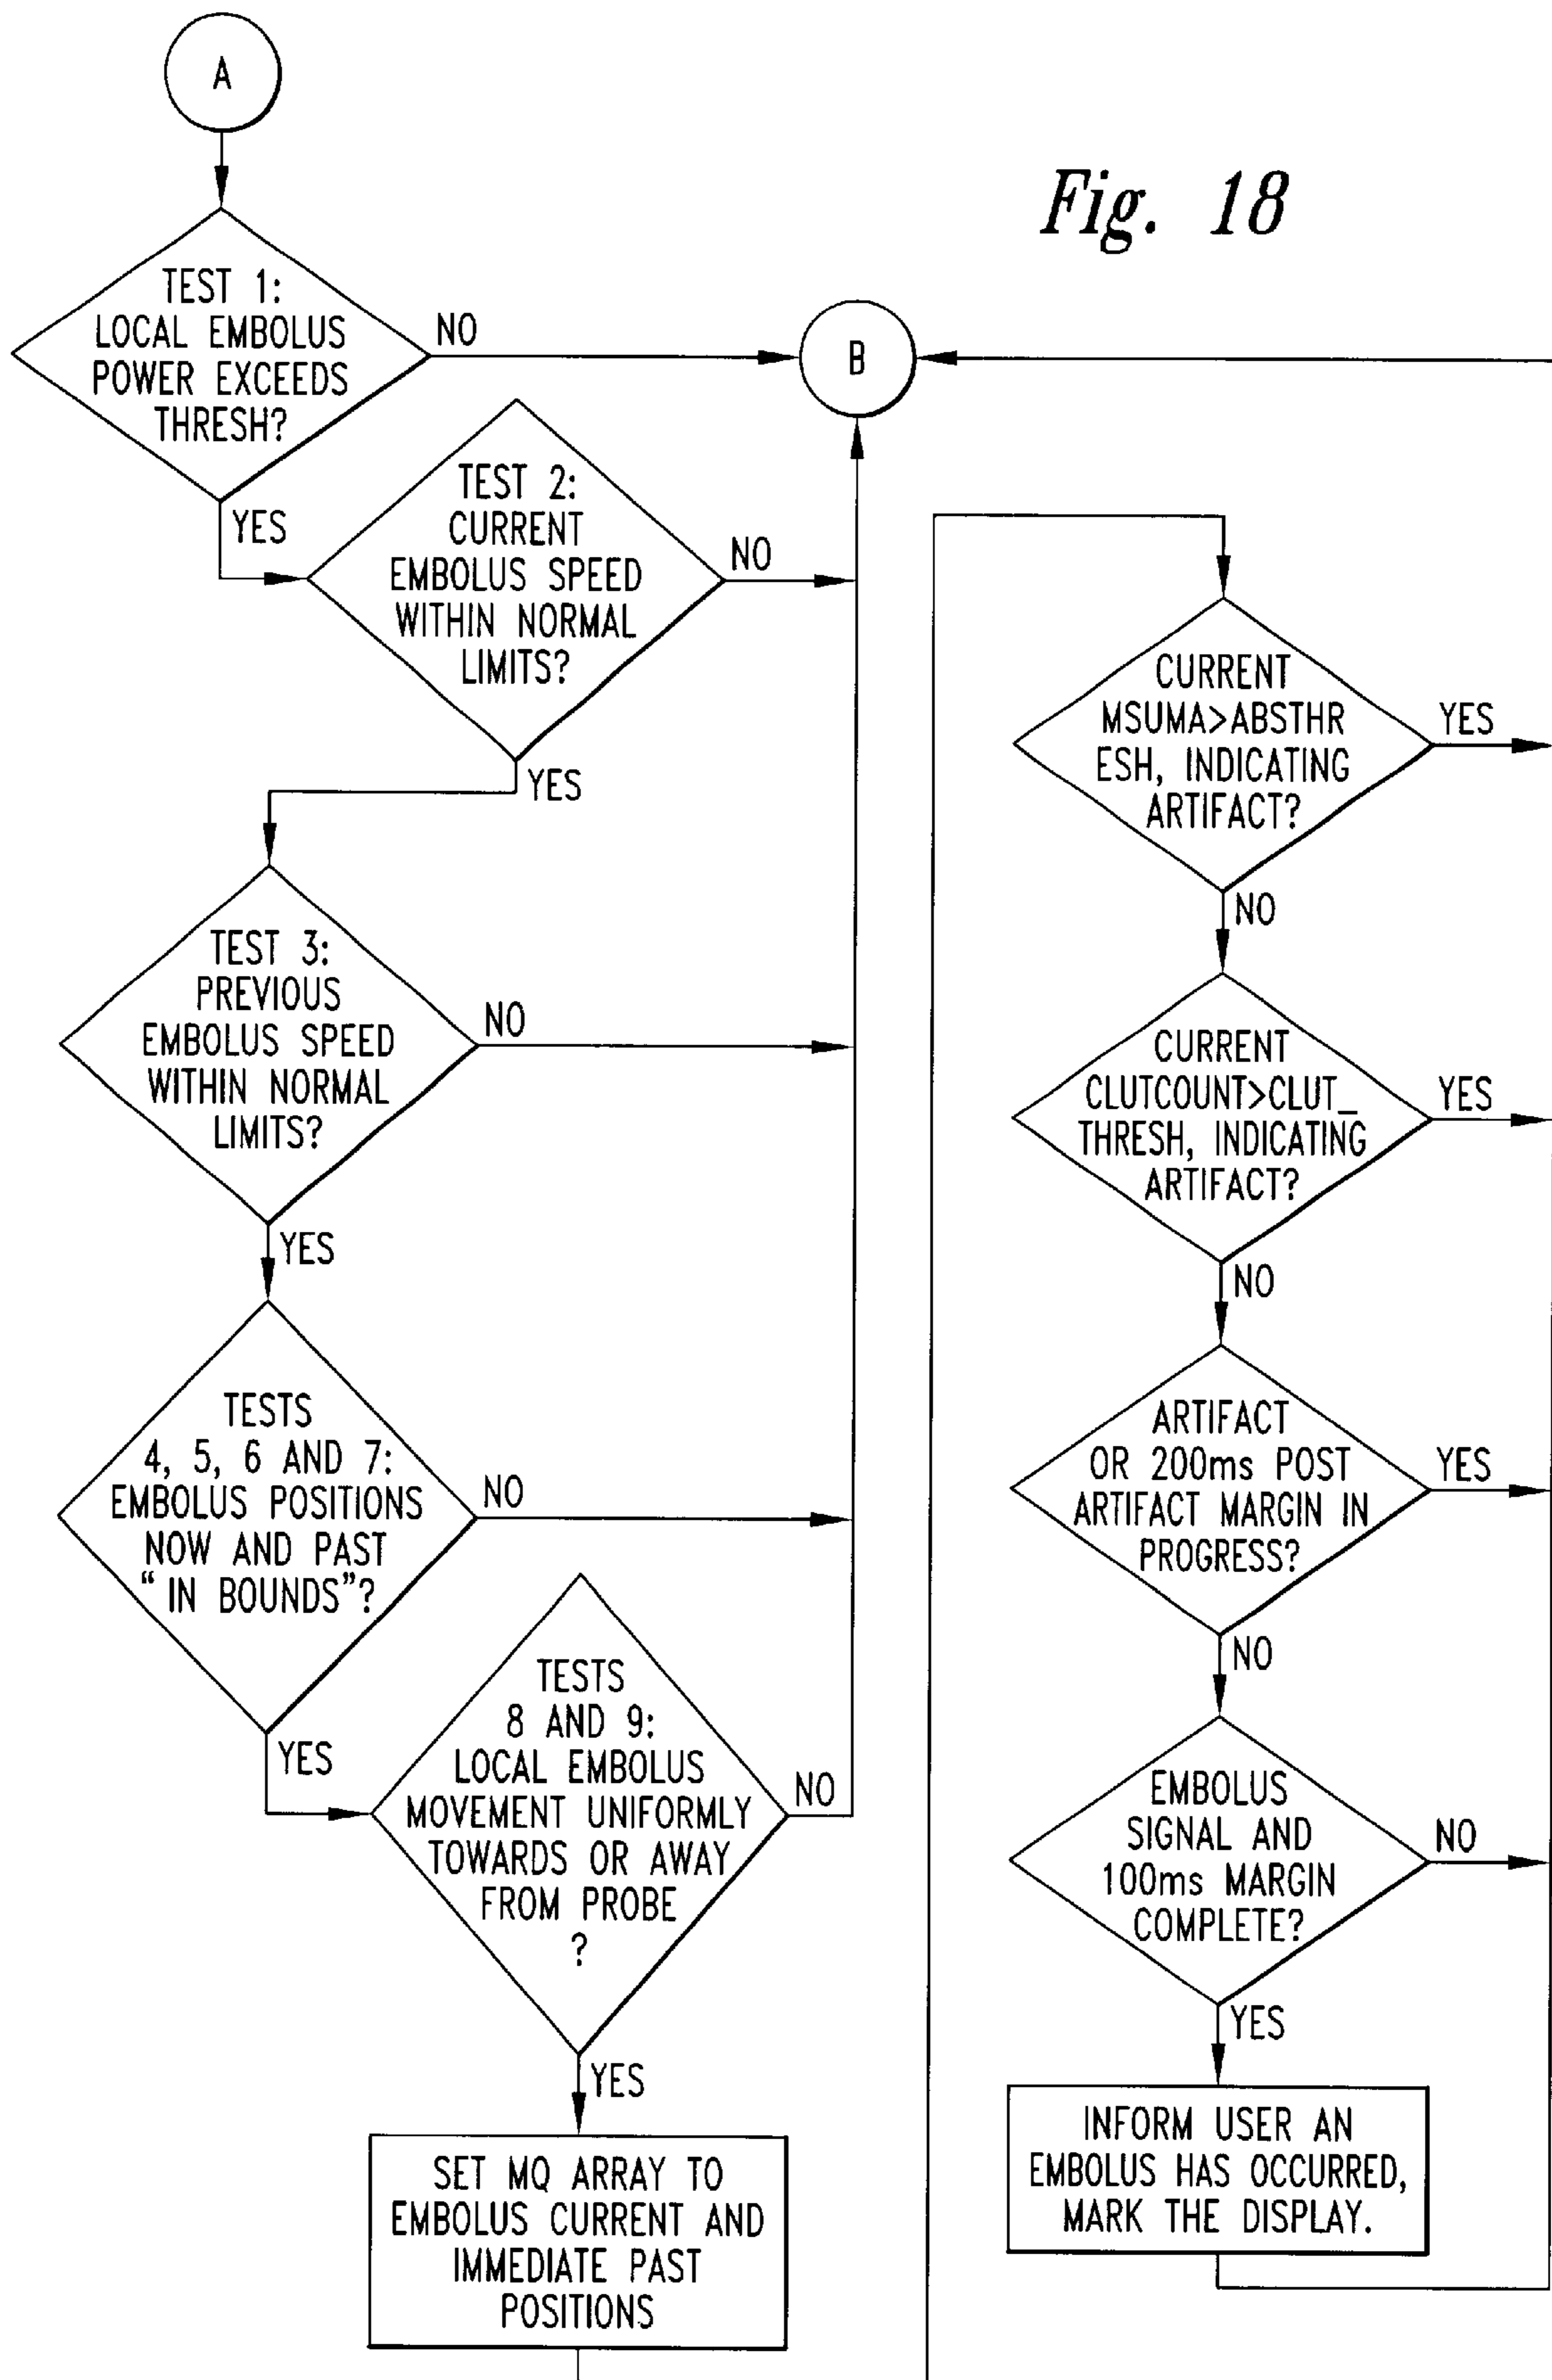 A
Fig. 18
TEST 1:
LOCAL EMBOLUS
POWER EXCEEDS
THRESH?
NO
B
YES
TEST 2:
CURRENT
EMBOLUS SPEED
WITHIN NORMAL
LIMITS?
NO
YES
TEST 3:
PREVIOUS
EMBOLUS SPEED
WITHIN NORMAL
LIMITS?
NO
YES
TESTS
4, 5, 6 AND 7:
EMBOLUS POSITIONS
NOW AND PAST
“ IN BOUNDS”?
NO
YES
TESTS
8 AND 9:
LOCAL EMBOLUS
MOVEMENT UNIFORMLY
TOWARDS OR AWAY
FROM PROBE
?
NO
YES
SET MQ ARRAY TO
EMBOLUS CURRENT AND
IMMEDIATE PAST
POSITIONS
CURRENT
MSUMA>ABSTHR
ESH, INDICATING
ARTIFACT?
YES
NO
CURRENT
CLUTCOUNT>CLUT_
THRESH, INDICATING
ARTIFACT?
YES
NO
ARTIFACT
OR 200ms POST
ARTIFACT MARGIN IN
PROGRESS?
YES
NO
EMBOLUS
SIGNAL AND
100ms MARGIN
COMPLETE?
NO
YES
INFORM USER AN
EMBOLUS HAS OCCURRED,
MARK THE DISPLAY.